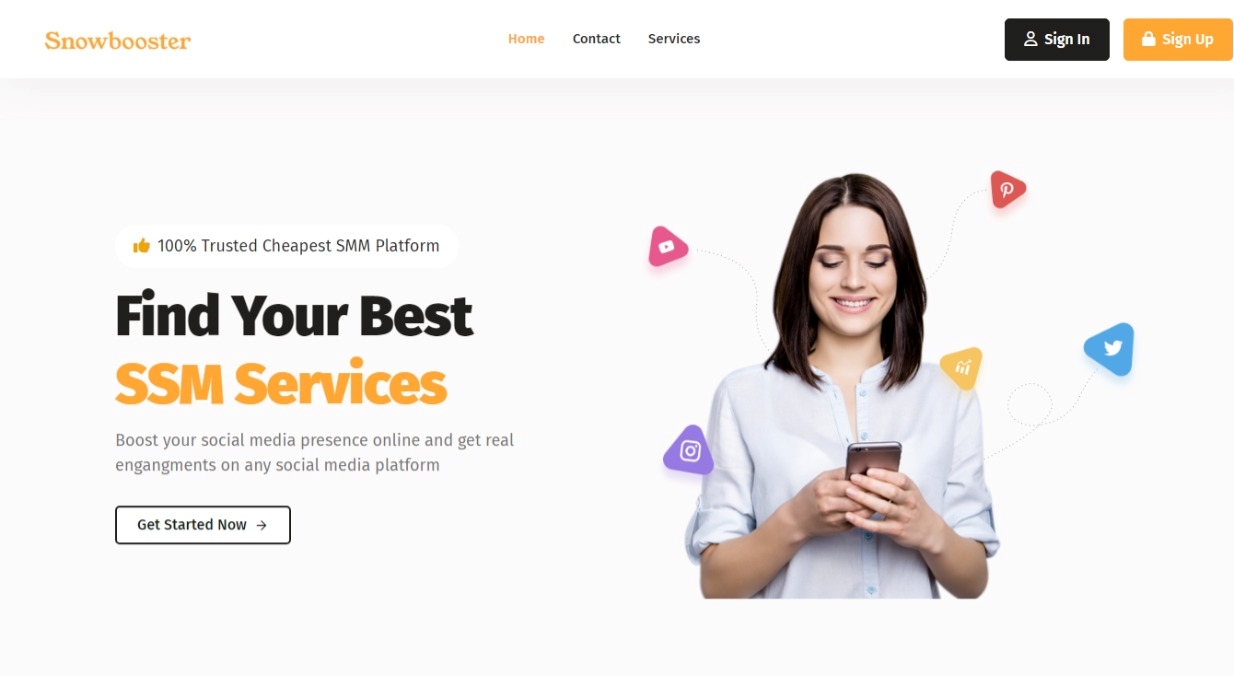 Snowbooster
Home
Contact
Services
Sign In
Sign Up
100% Trusted Cheapest SMM Platform
Find Your Best
SSM Services
Boost your social media presence online and get real
engangments on any social media platform
Get Started Now →